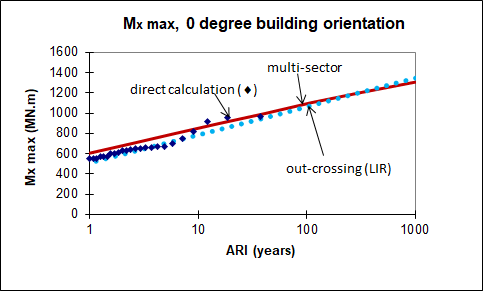 Mx max, 0 degree building orientation
1600
1400
1200
1000
800
600
400
200
0
Mx max (MN.m)
multi-sector
direct calculation (♦)
out-crossing (LIR)
1 10 100 1000
ARI (years)